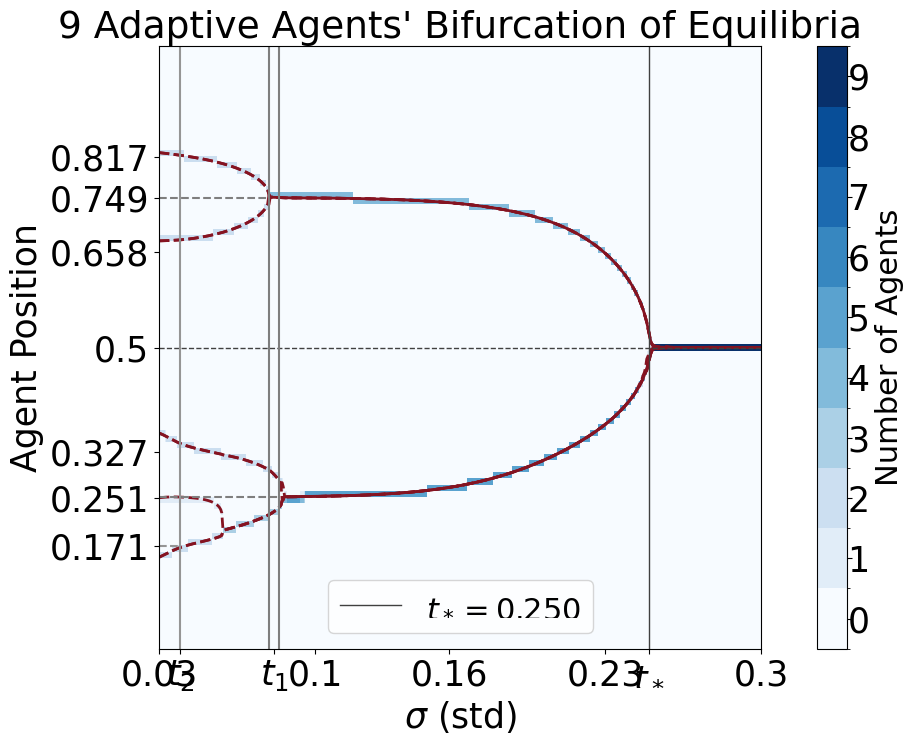 9 Adaptive Agents' Bifurcation of Equilibria
0.817
0.749
0.658
0.5
0.327
0.251
0.171
Agent Position
t* = 0.250
0.03
t₂
t₁
0.1
0.16
0.23
t*
0.3
σ (std)
9
8
7
6
5
4
3
2
1
0
Number of Agents